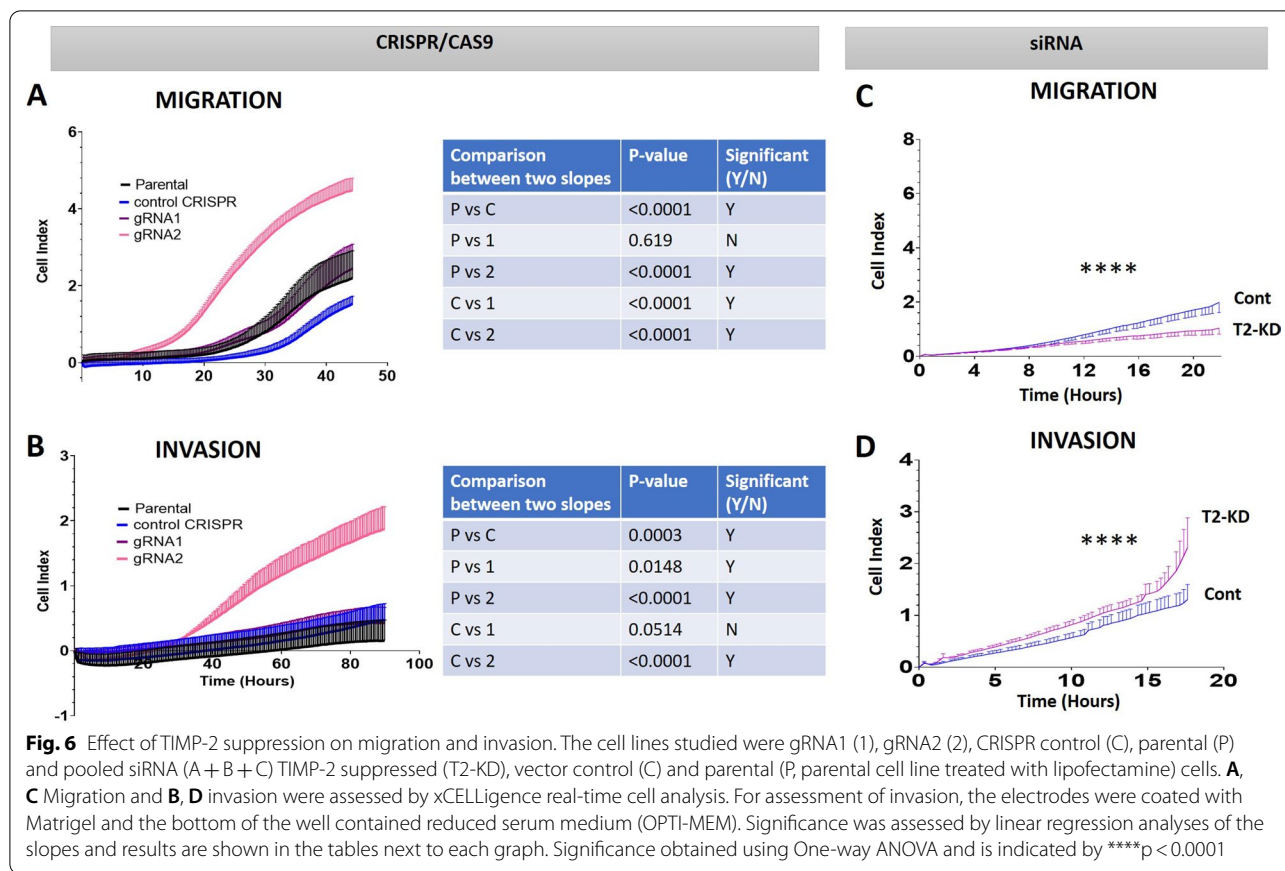 CRISPR/CAS9
siRNA
A
MIGRATION
6
4
2
0
10
20
30
40
50
Cell Index
Parental
control CRISPR
gRNA1
gRNA2
Comparison between two slopes P-value Significant (Y/N)
P vs C <0.0001 Y
P vs 1 0.619 N
P vs 2 <0.0001 Y
C vs 1 <0.0001 Y
C vs 2 <0.0001 Y
C
MIGRATION
8
6
4
2
0
Cell Index
****
Cont
T2-KD
0
4
8
12
16
20
Time (Hours)
B
INVASION
3
2
1
0
-1
Cell Index
Parental
control CRISPR
gRNA1
gRNA2
20
40
60
80
100
Time (Hours)
Comparison between two slopes P-value Significant (Y/N)
P vs C 0.0003 Y
P vs 1 0.0148 Y
P vs 2 <0.0001 Y
C vs 1 0.0514 N
C vs 2 <0.0001 Y
D
INVASION
4
3
2
1
0
Cell Index
****
T2-KD
Cont
0
5
10
15
20
Time (Hours)
Fig. 6 Effect of TIMP-2 suppression on migration and invasion. The cell lines studied were gRNA1 (1), gRNA2 (2), CRISPR control (C), parental (P)
and pooled siRNA (A + B + C) TIMP-2 suppressed (T2-KD), vector control (C) and parental (P, parental cell line treated with lipofectamine) cells. A,
C Migration and B, D invasion were assessed by xCELLigence real-time cell analysis. For assessment of invasion, the electrodes were coated with
Matrigel and the bottom of the well contained reduced serum medium (OPTI-MEM). Significance was assessed by linear regression analyses of the
slopes and results are shown in the tables next to each graph. Significance obtained using One-way ANOVA and is indicated by ****p < 0.0001